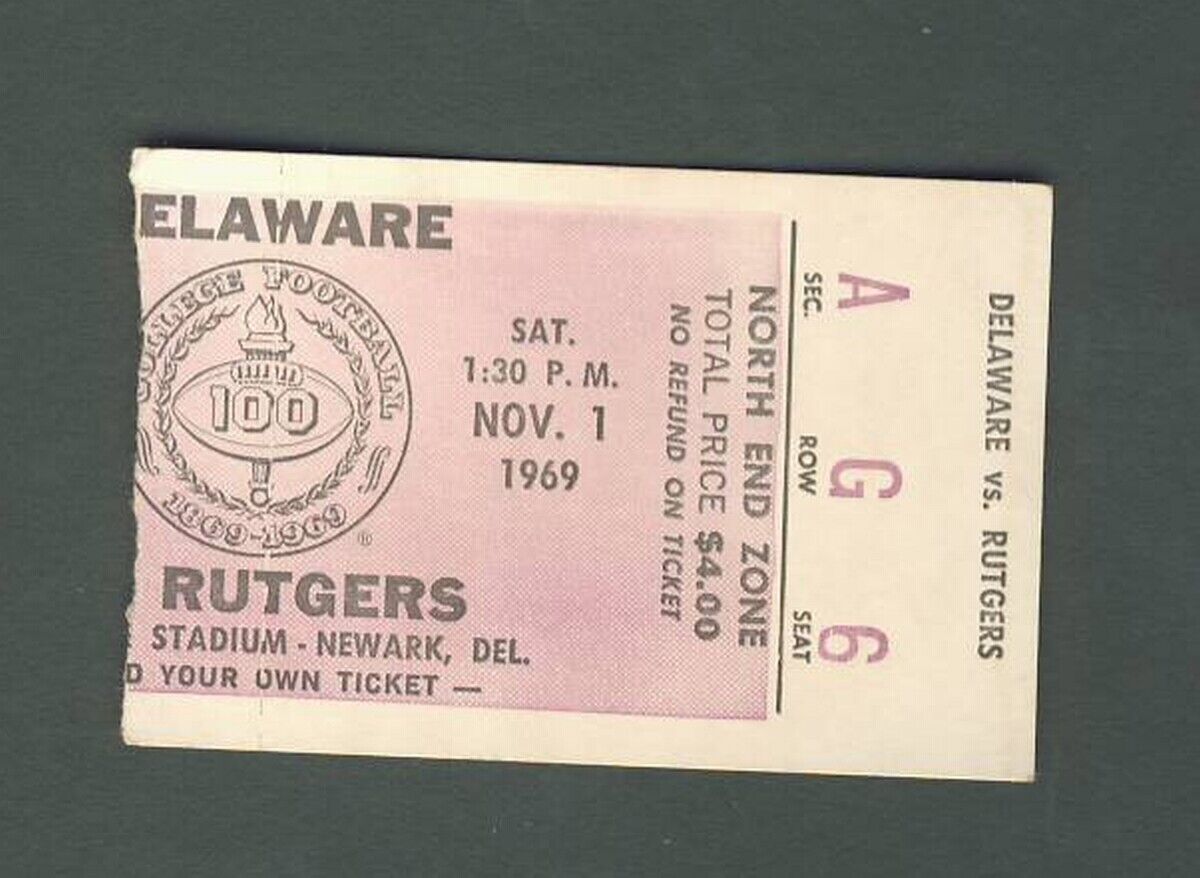 ELAWARE
COLLEGE FOOTBALL
100
1869-1969
®
SAT.
1:30 P. M.
NOV. 1
1969
RUTGERS
STADIUM - NEWARK, DEL.
D YOUR OWN TICKET —
NORTH END ZONE
TOTAL PRICE $4.00
NO REFUND ON TICKET
SEC. A
ROW G
SEAT 6
DELAWARE vs. RUTGERS